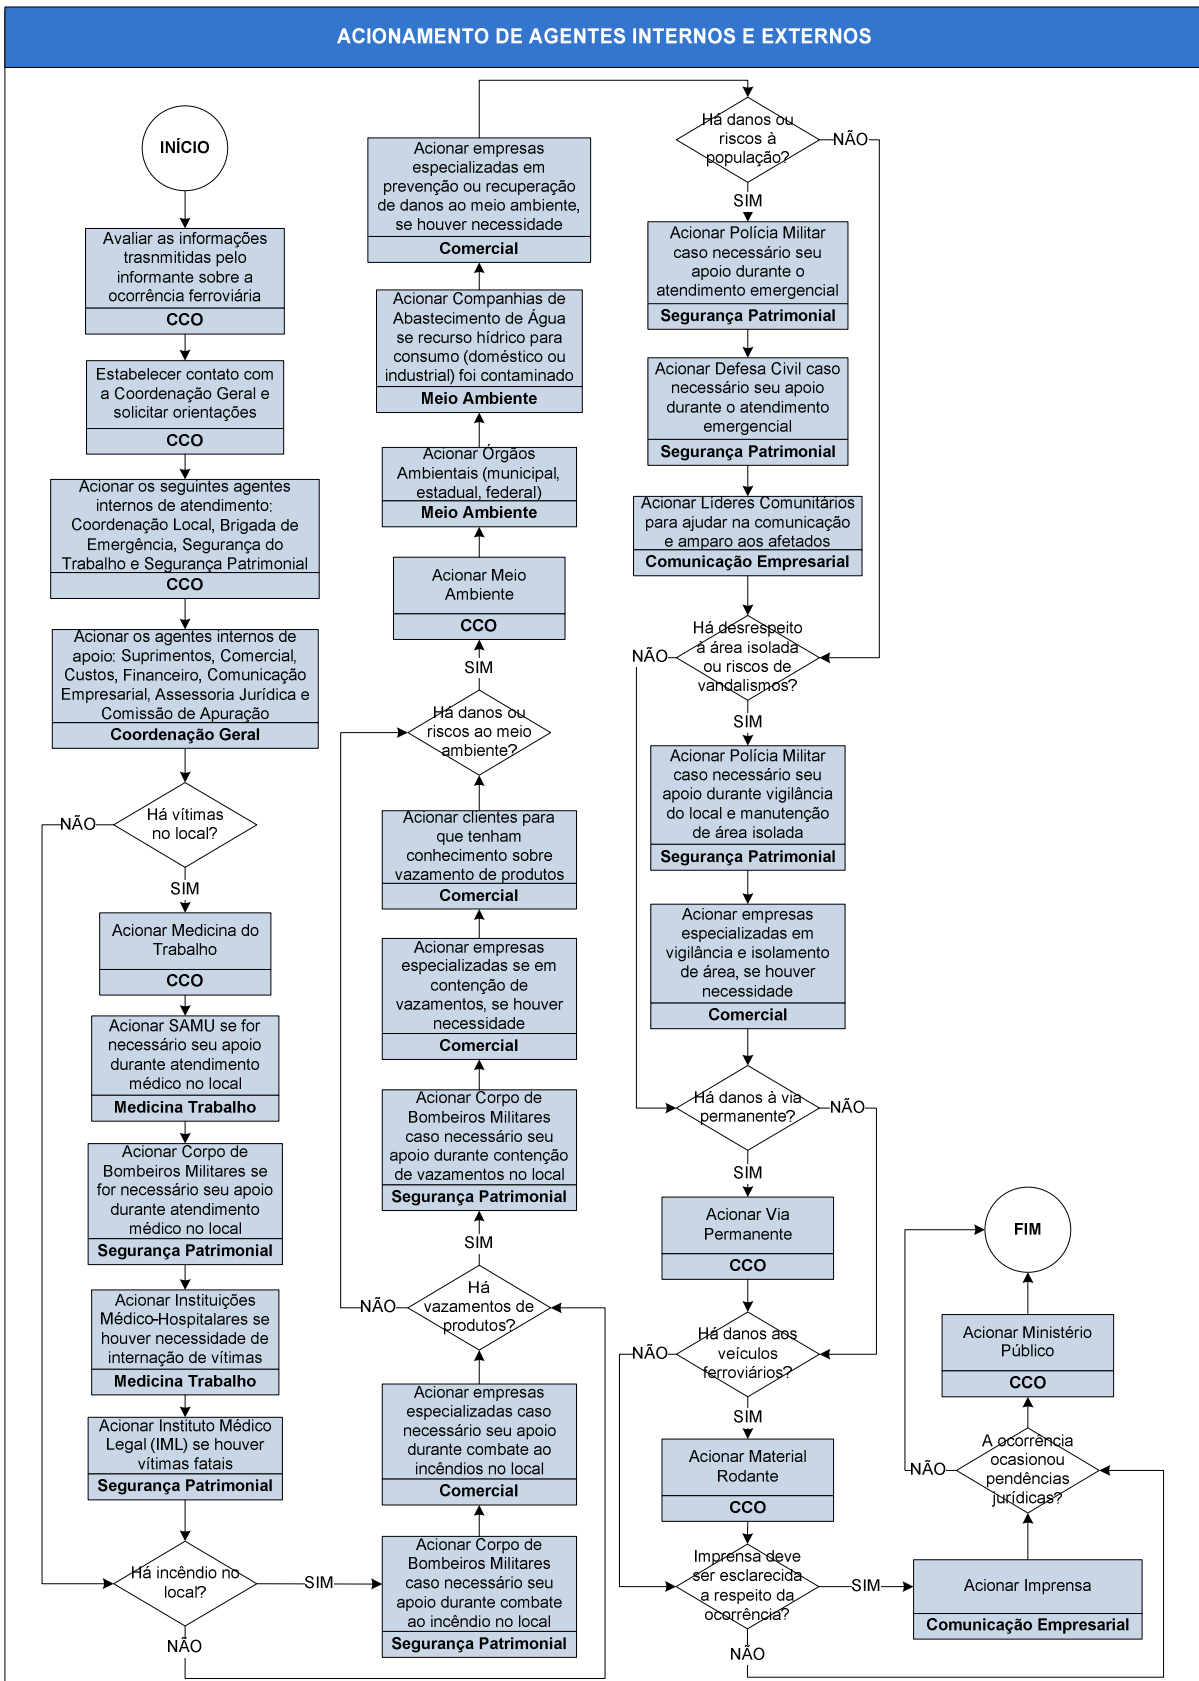 ACIONAMENTO DE AGENTES INTERNOS E EXTERNOS
INÍCIO
Avaliar as informações
trasnmitidas pelo
informante sobre a
ocorrência ferroviária
CCO
Estabelecer contato com
a Coordenação Geral e
solicitar orientações
CCO
Acionar os seguintes agentes
internos de atendimento:
Coordenação Local, Brigada de
Emergência, Segurança do
Trabalho e Segurança Patrimonial
CCO
Acionar os agentes internos de
apoio: Suprimentos, Comercial,
Custos, Financeiro, Comunicação
Empresarial, Assessoria Jurídica e
Comissão de Apuração
Coordenação Geral
Há vítimas
no local?
NÃO
SIM
Acionar Medicina do
Trabalho
CCO
Acionar SAMU se for
necessário seu apoio
durante atendimento
médico no local
Medicina Trabalho
Acionar Corpo de
Bombeiros Militares se
for necessário seu apoio
durante atendimento
médico no local
Segurança Patrimonial
Acionar Instituições
Médico-Hospitalares se
houver necessidade de
internação de vítimas
Medicina Trabalho
Acionar Instituto Médico
Legal (IML) se houver
vítimas fatais
Segurança Patrimonial
Há incêndio no
local?
SIM
NÃO
Acionar Corpo de
Bombeiros Militares
caso necessário seu
apoio durante combate
ao incêndio no local
Segurança Patrimonial
Acionar empresas
especializadas caso
necessário seu apoio
durante combate ao
incêndios no local
Comercial
Há
vazamentos de
produtos?
NÃO
SIM
Acionar Corpo de
Bombeiros Militares
caso necessário seu
apoio durante contenção
de vazamentos no local
Segurança Patrimonial
Acionar empresas
especializadas se em
contenção de
vazamentos, se houver
necessidade
Comercial
Acionar clientes para
que tenham
conhecimento sobre
vazamento de produtos
Comercial
Há danos ou
riscos ao meio
ambiente?
SIM
Acionar Meio
Ambiente
CCO
Acionar Órgãos
Ambientais (municipal,
estadual, federal)
Meio Ambiente
Acionar Companhias de
Abastecimento de Água
se recurso hídrico para
consumo (doméstico ou
industrial) foi contaminado
Meio Ambiente
Acionar empresas
especializadas em
prevenção ou recuperação
de danos ao meio ambiente,
se houver necessidade
Comercial
Há danos ou
riscos à
população?
NÃO
SIM
Acionar Polícia Militar
caso necessário seu
apoio durante o
atendimento emergencial
Segurança Patrimonial
Acionar Defesa Civil caso
necessário seu apoio
durante o atendimento
emergencial
Segurança Patrimonial
Acionar Líderes Comunitários
para ajudar na comunicação
e amparo aos afetados
Comunicação Empresarial
Há desrespeito
à área isolada
ou riscos de
vandalismos?
NÃO
SIM
Acionar Polícia Militar
caso necessário seu
apoio durante vigilância
do local e manutenção
de área isolada
Segurança Patrimonial
Acionar empresas
especializadas em
vigilância e isolamento
de área, se houver
necessidade
Comercial
Há danos à via
permanente?
NÃO
SIM
Acionar Via
Permanente
CCO
Há danos aos
veículos
ferroviários?
NÃO
SIM
Acionar Material
Rodante
CCO
Imprensa deve
ser esclarecida
a respeito da
ocorrência?
SIM
NÃO
Acionar Imprensa
Comunicação Empresarial
A ocorrência
ocasionou
pendências
jurídicas?
NÃO
SIM
Acionar Ministério
Público
CCO
FIM